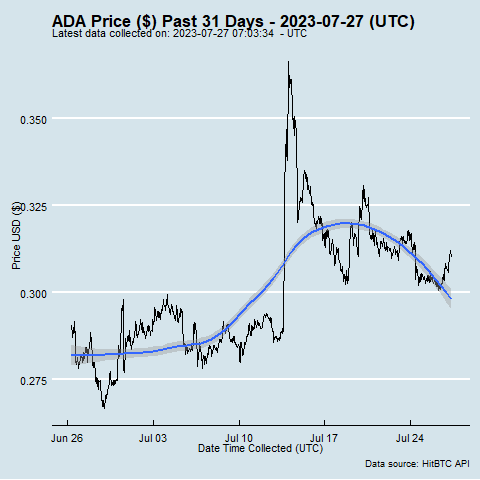 ADA Price ($) Past 31 Days - 2023-07-27 (UTC)
Latest data collected on: 2023-07-27 07:03:34  - UTC
0.350
0.325
0.300
0.275
Price USD ($)
Jun 26
Jul 03
Jul 10
Jul 17
Jul 24
Date Time Collected (UTC)
Data source: HitBTC API